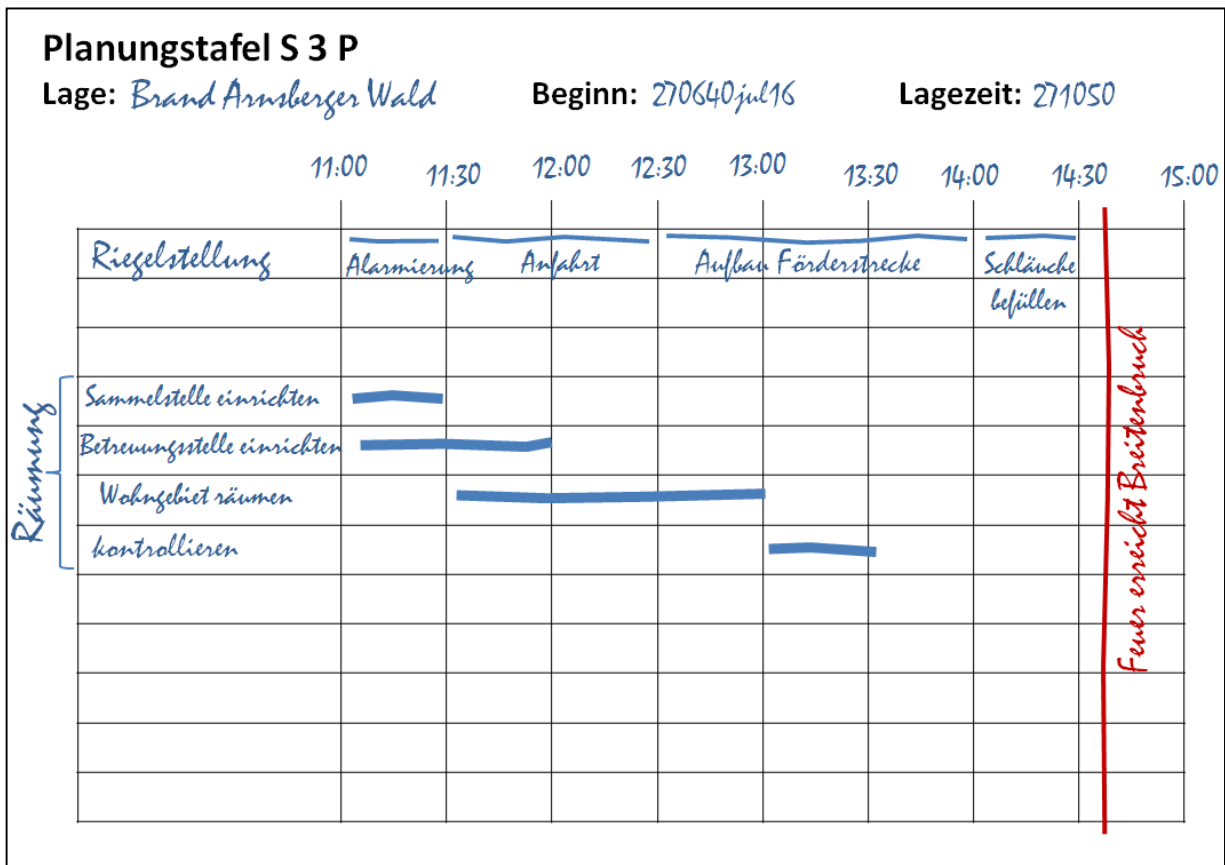 Planungstafel S 3 P
Lage: Brand Arnsberger Wald Beginn: 270640jul16 Lagezeit: 271050
11:00 11:30 12:00 12:30 13:00 13:30 14:00 14:30 15:00
Riegelstellung Alarmierung Anfahrt Aufbau Förderstrecke Schläuche
befüllen
Räumung
Sammelstelle einrichten
Betreuungsstelle einrichten
Wohngebiet räumen
kontrollieren
Feuer erreicht Breitenbruch